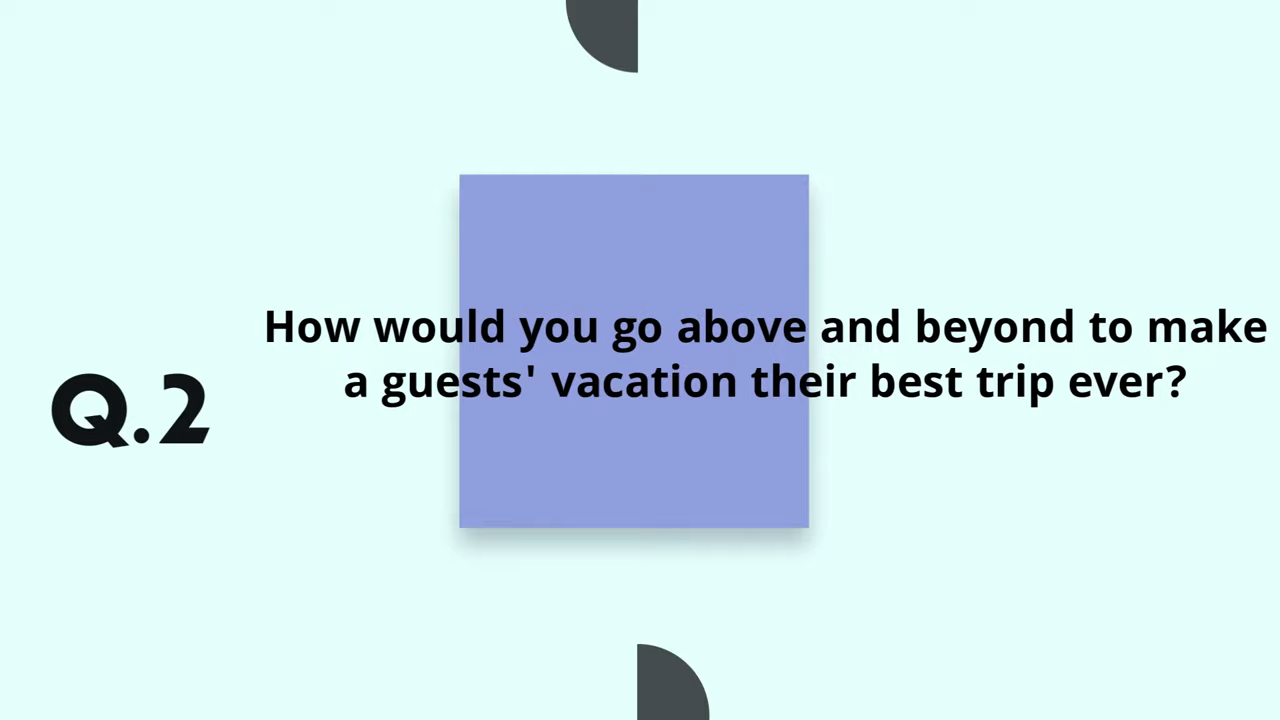 Q.2
How would you go above and beyond to make
a guests' vacation their best trip ever?